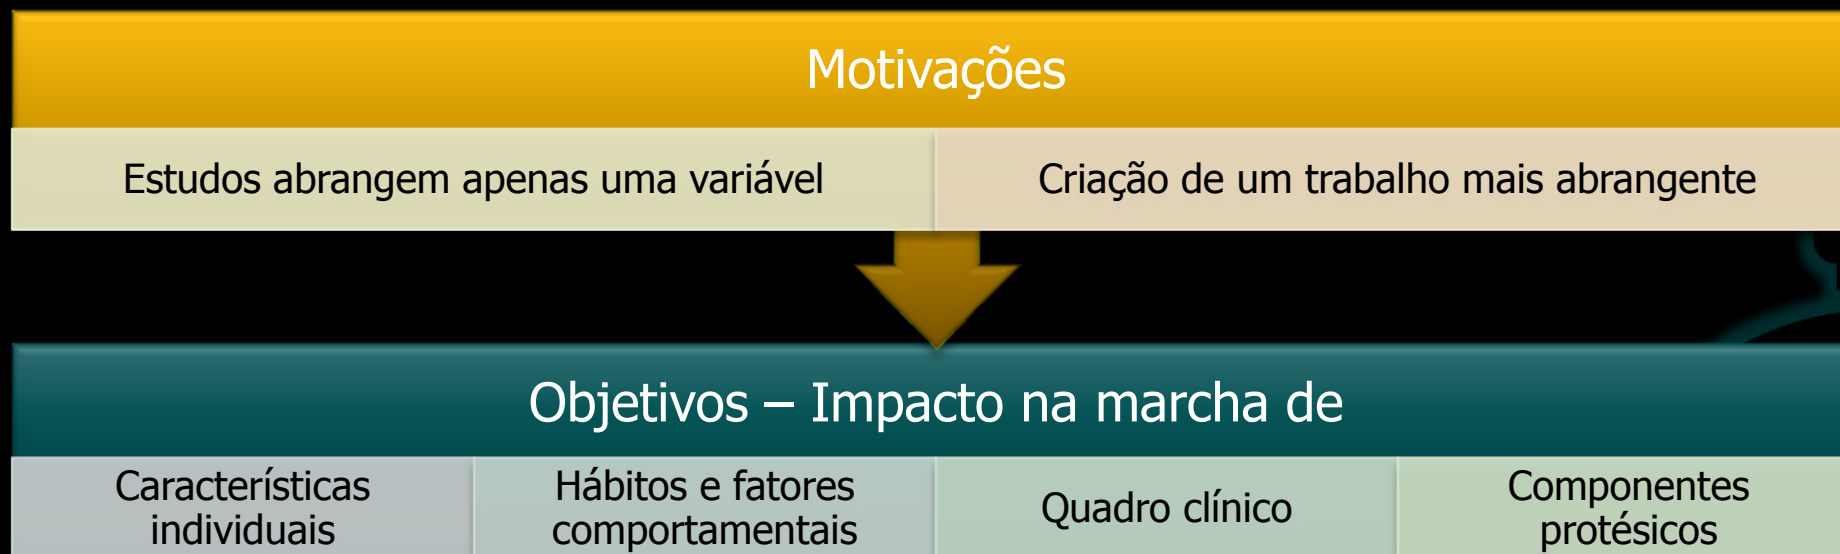 Motivações
Estudos abrangem apenas uma variável
Criação de um trabalho mais abrangente
Objetivos – Impacto na marcha de
Características
individuais
Hábitos e fatores
comportamentais
Quadro clínico
Componentes
protésicos